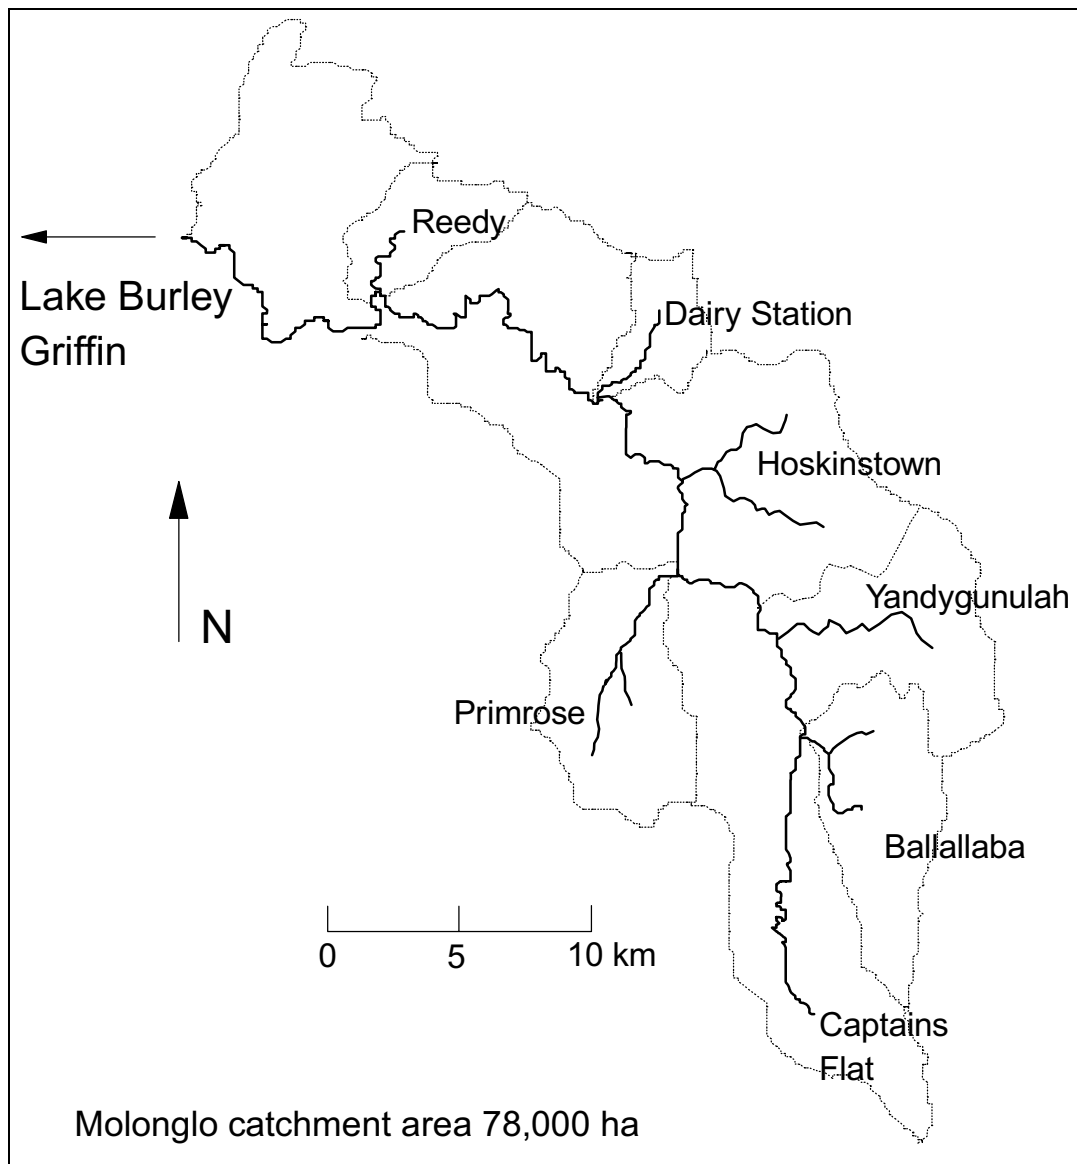 Reedy
Lake Burley
Griffin
Dairy Station
Hoskinstown
Yandygunulah
N
Primrose
Ballallaba
0 5 10 km
Captains
Flat
Molonglo catchment area 78,000 ha